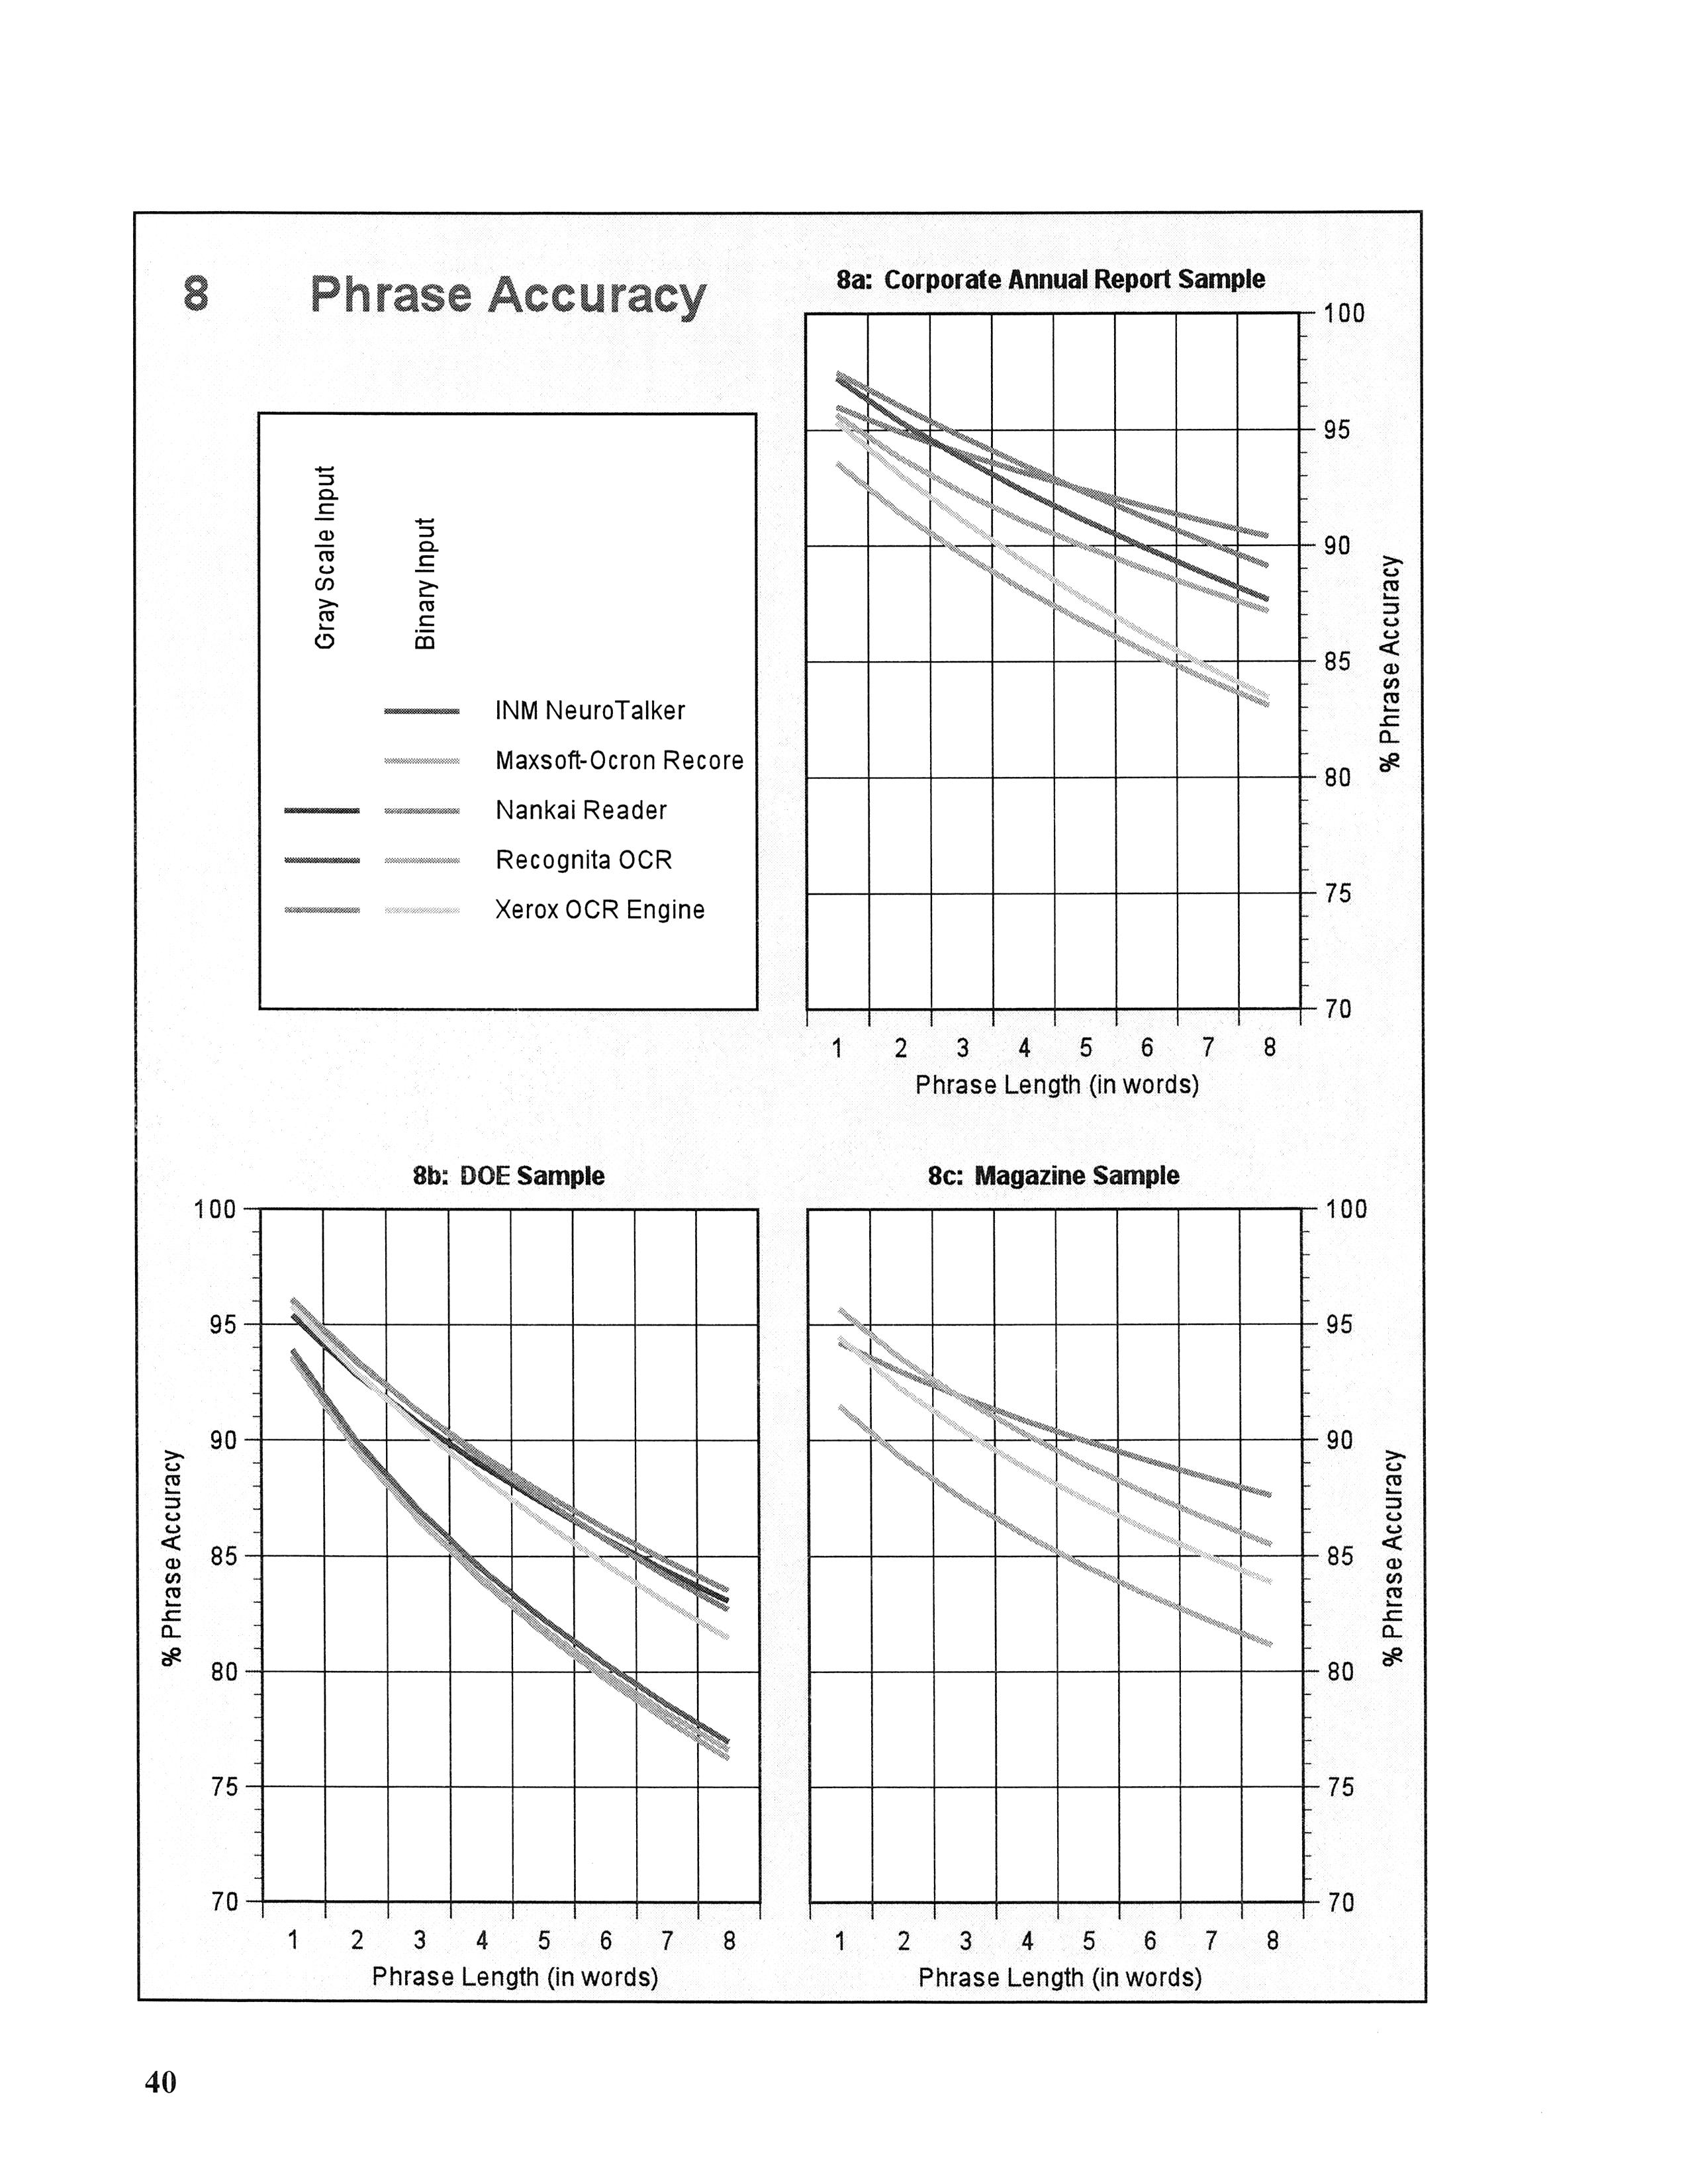 8 Phrase Accuracy
Gray Scale Input
Binary Input
INM NeuroTalker
Maxsoft-Ocron Recore
Nankai Reader
Recognita OCR
Xerox OCR Engine
8a: Corporate Annual Report Sample
100
95
90
85
80
75
70
% Phrase Accuracy
1 2 3 4 5 6 7 8
Phrase Length (in words)
8b: DOE Sample
100
95
90
85
80
75
70
% Phrase Accuracy
1 2 3 4 5 6 7 8
Phrase Length (in words)
8c: Magazine Sample
100
95
90
85
80
75
70
% Phrase Accuracy
1 2 3 4 5 6 7 8
Phrase Length (in words)
40